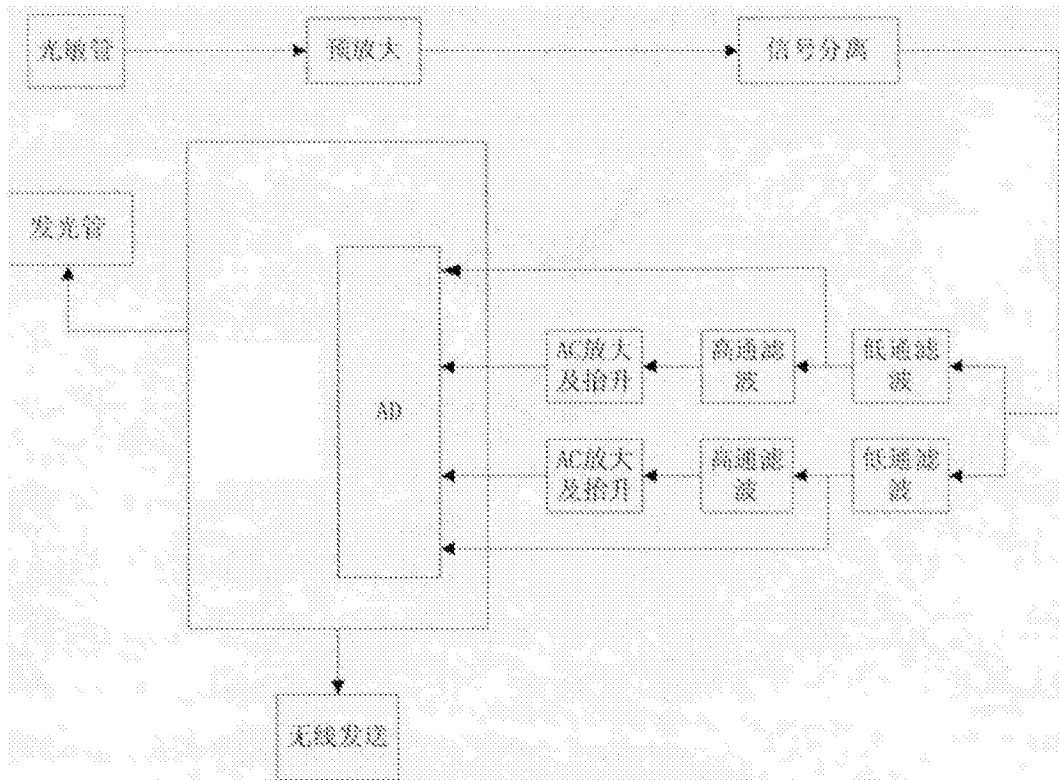 光敏管
预放大
信号分离
发光管
AC放大
及抬升
高通滤
波
低通滤
波
AD
AC放大
及抬升
高通滤
波
低通滤
波
无线发送